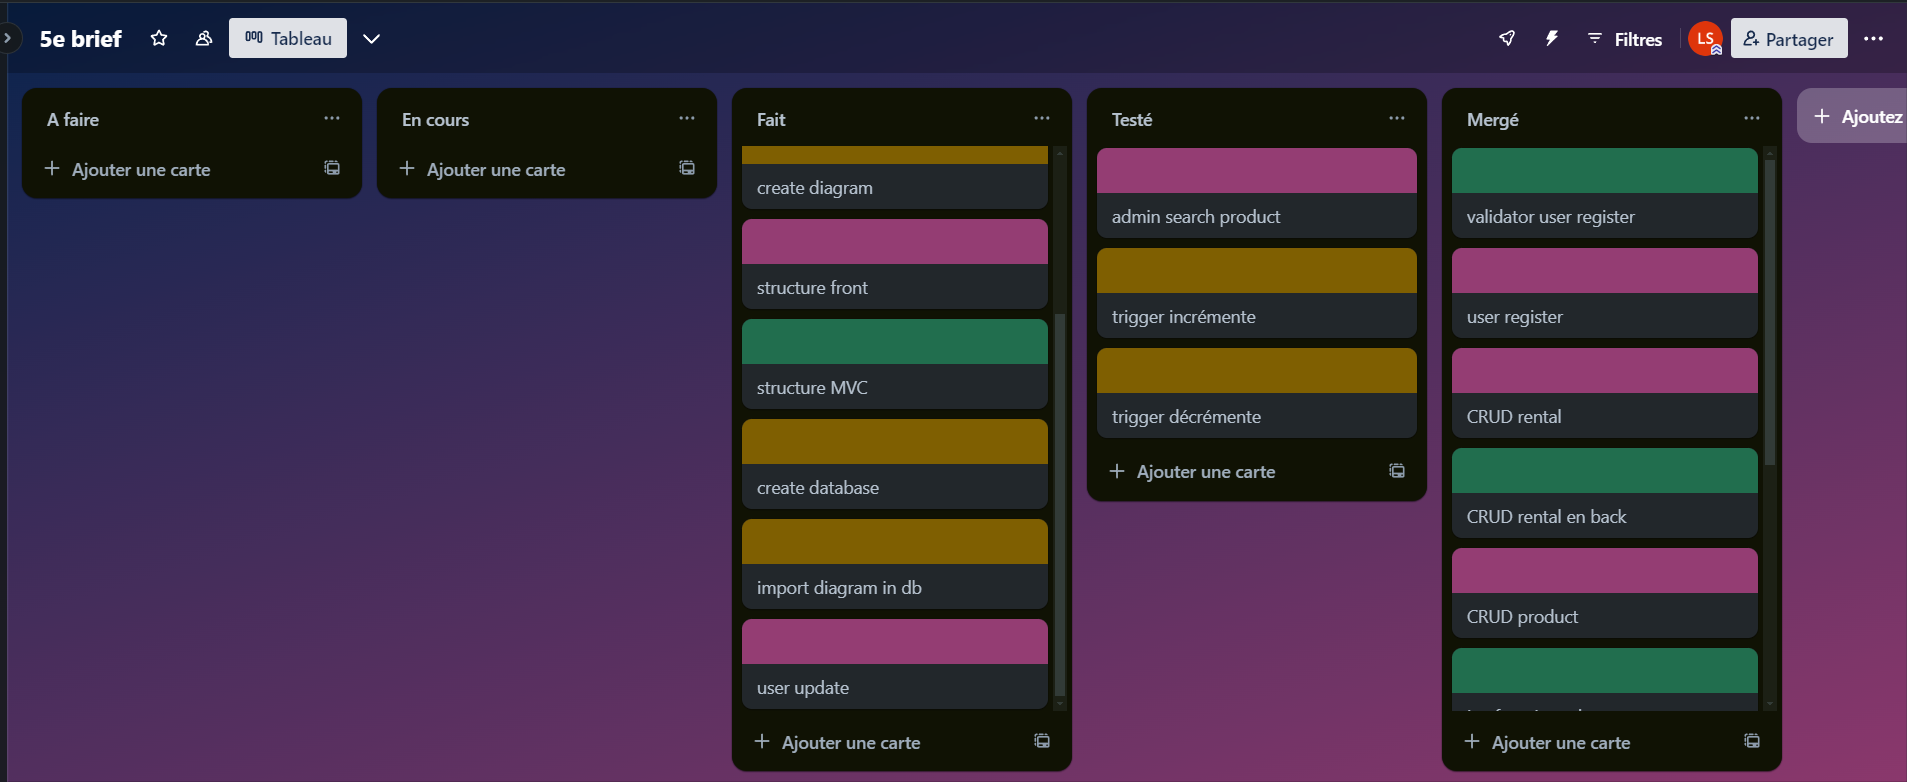 5e brief
Tableau
Filtres
LS
Partager
A faire
Ajouter une carte
En cours
Ajouter une carte
Fait
create diagram
structure front
structure MVC
create database
import diagram in db
user update
Ajouter une carte
Testé
admin search product
trigger incrémente
trigger décrémente
Ajouter une carte
Mergé
validator user register
user register
CRUD rental
CRUD rental en back
CRUD product
Ajouter une carte
Ajoutez